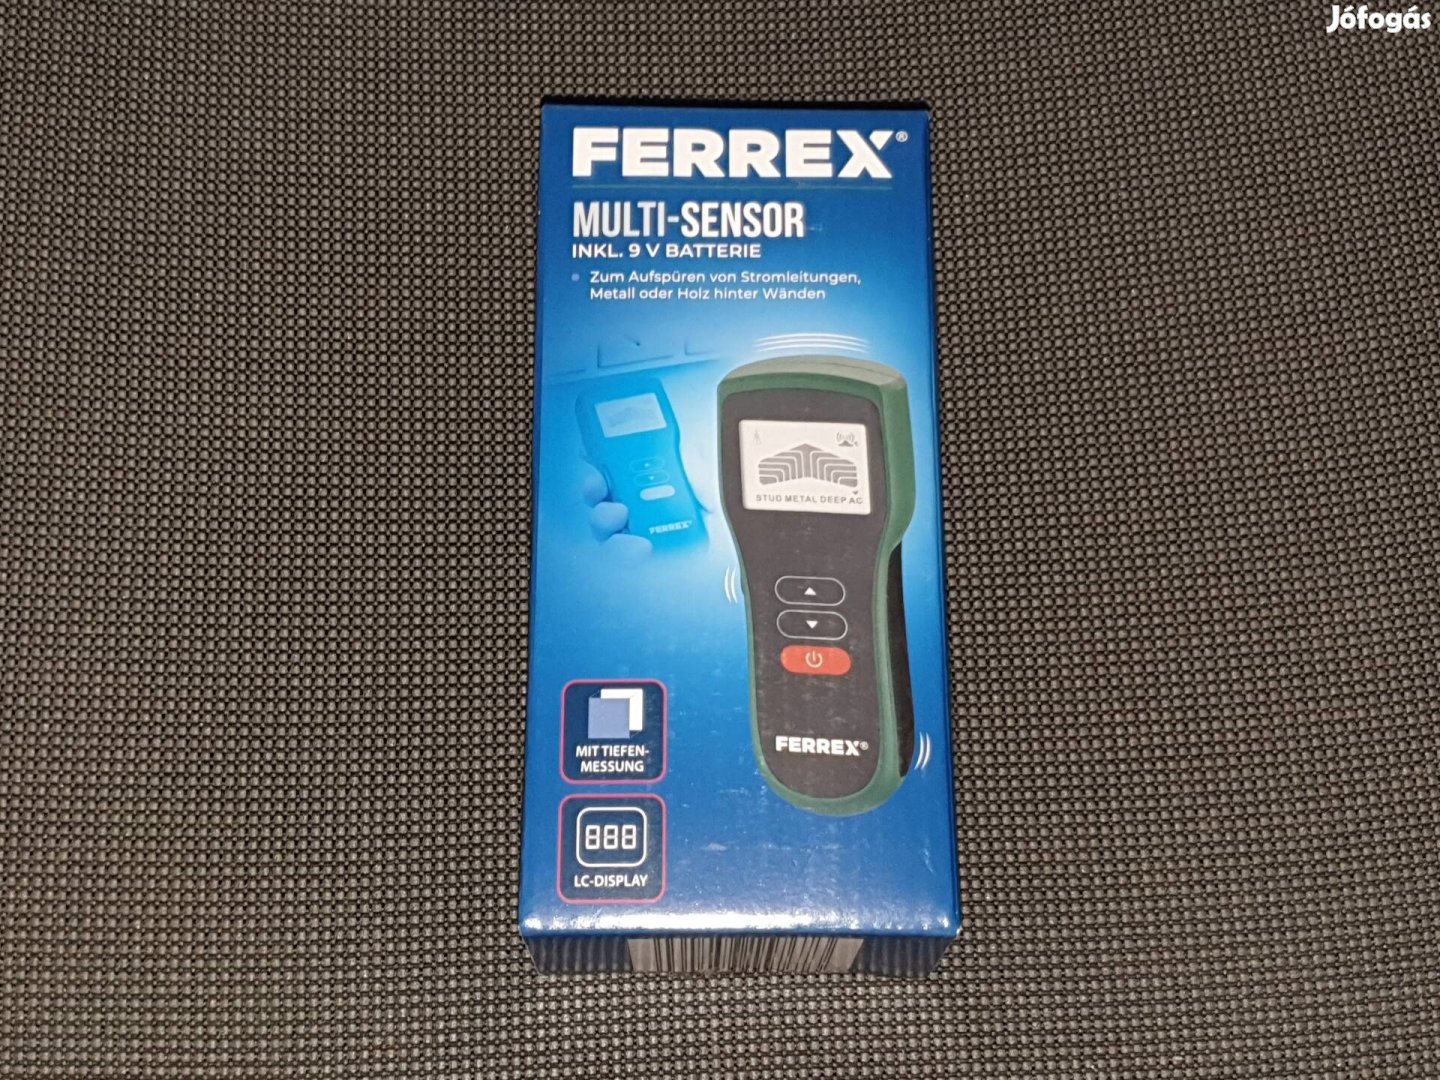 Jófogás
FERREX®
MULTI-SENSOR
INKL. 9 V BATTERIE
Zum Aufspüren von Stromleitungen,
Metall oder Holz hinter Wänden
STUD METAL DEEP AC
FERREX®
FERREX®
MIT TIEFEN-
MESSUNG
888
LC-DISPLAY